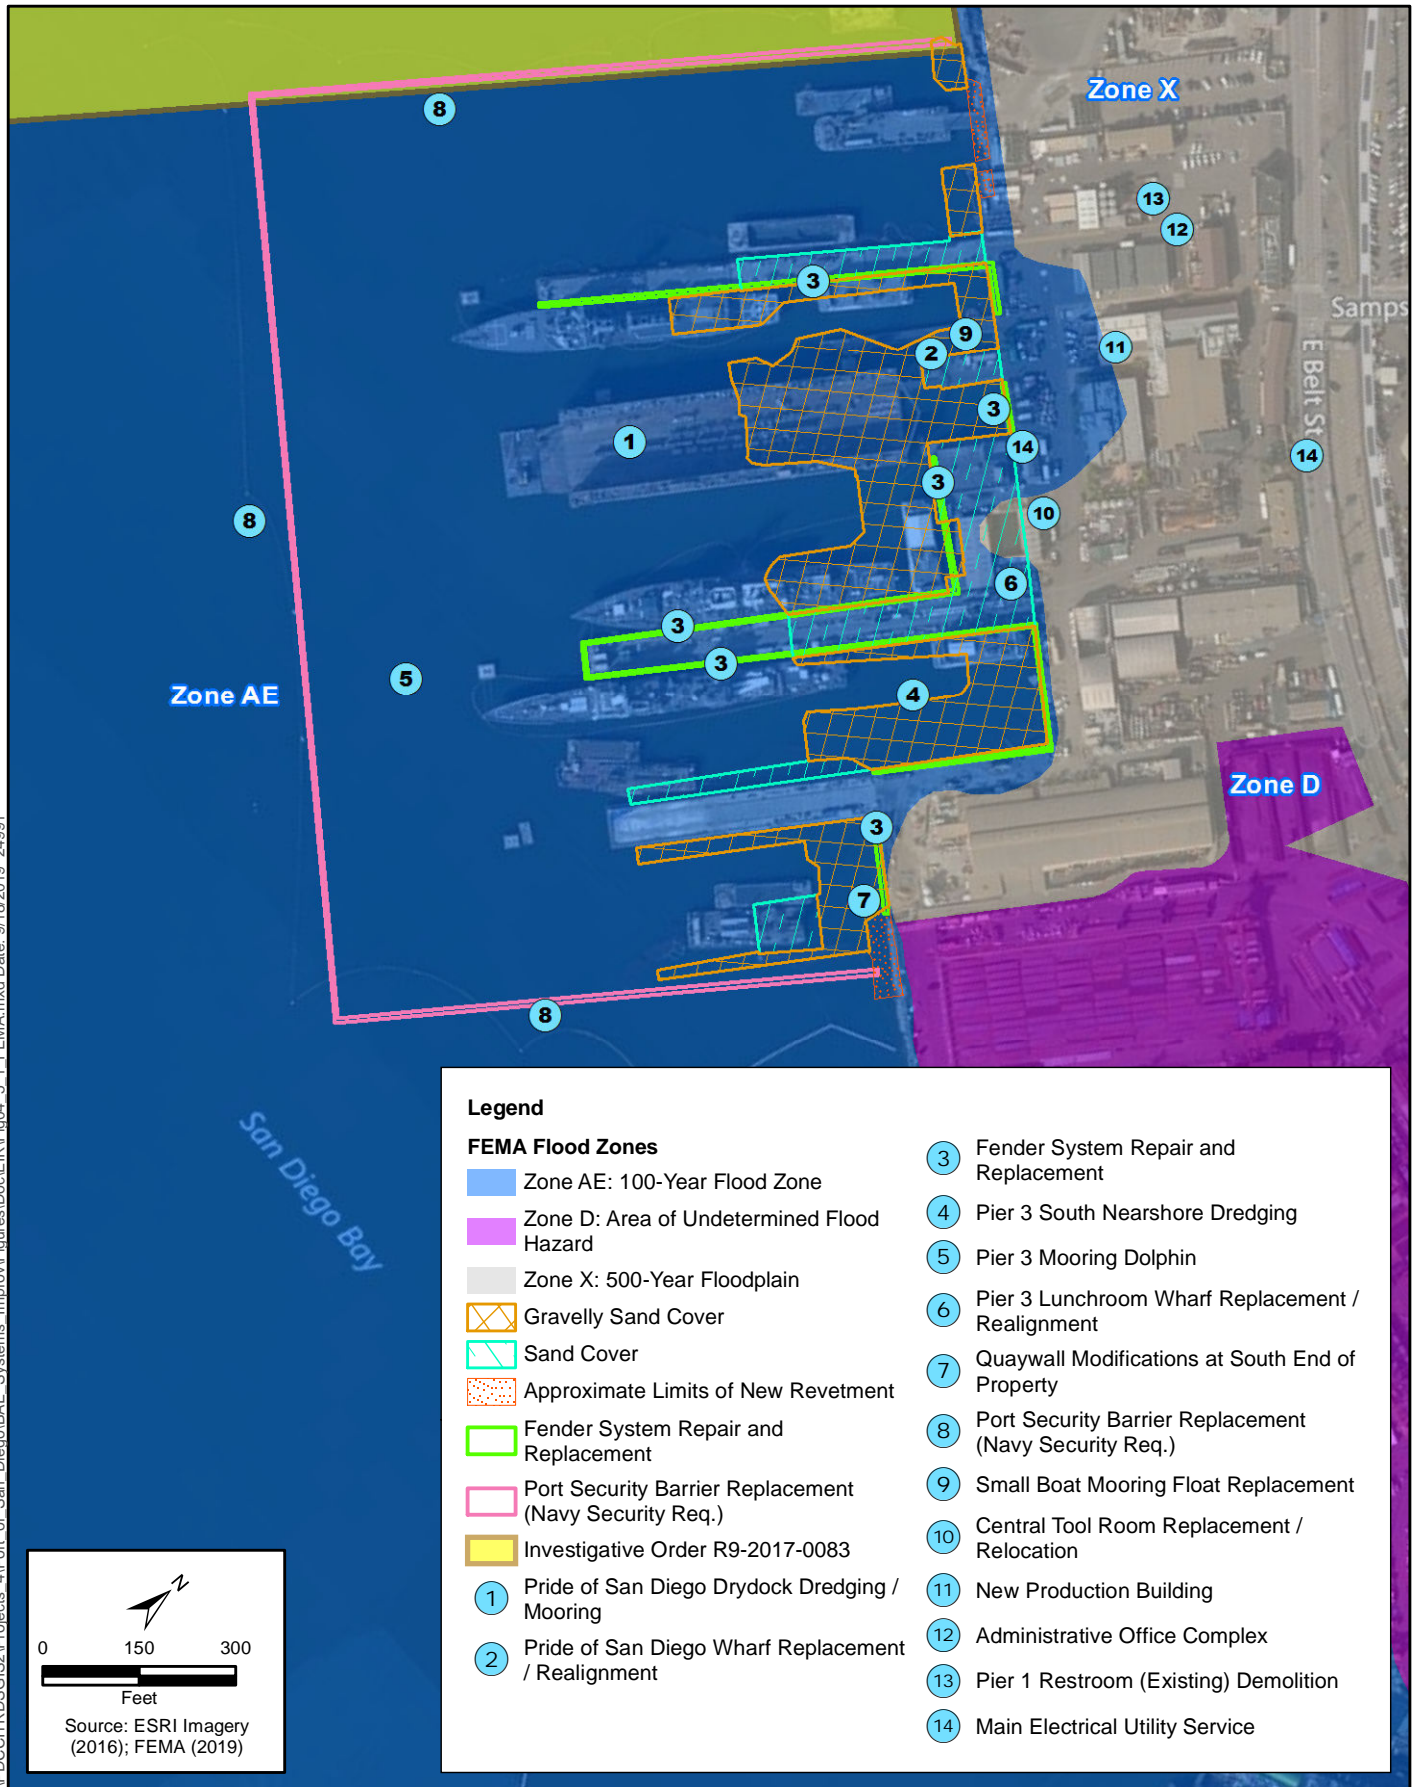 Zone X
8
13
12
3
Samps
9
2
11
E Belt St
3
1
14
14
3
8
10
6
3
3
5
Zone AE
4
Zone D
3
7
8
San Diego Bay
Legend
FEMA Flood Zones
Zone AE: 100-Year Flood Zone
Zone D: Area of Undetermined Flood
Hazard
Zone X: 500-Year Floodplain
Gravelly Sand Cover
Sand Cover
Approximate Limits of New Revetment
Fender System Repair and
Replacement
Port Security Barrier Replacement
(Navy Security Req.)
Investigative Order R9-2017-0083
1 Pride of San Diego Drydock Dredging /
Mooring
2 Pride of San Diego Wharf Replacement
/ Realignment
3 Fender System Repair and
Replacement
4 Pier 3 South Nearshore Dredging
5 Pier 3 Mooring Dolphin
6 Pier 3 Lunchroom Wharf Replacement /
Realignment
7 Quaywall Modifications at South End of
Property
8 Port Security Barrier Replacement
(Navy Security Req.)
9 Small Boat Mooring Float Replacement
10 Central Tool Room Replacement /
Relocation
11 New Production Building
12 Administrative Office Complex
13 Pier 1 Restroom (Existing) Demolition
14 Main Electrical Utility Service
N
0 150 300
Feet
Source: ESRI Imagery
(2016); FEMA (2019)